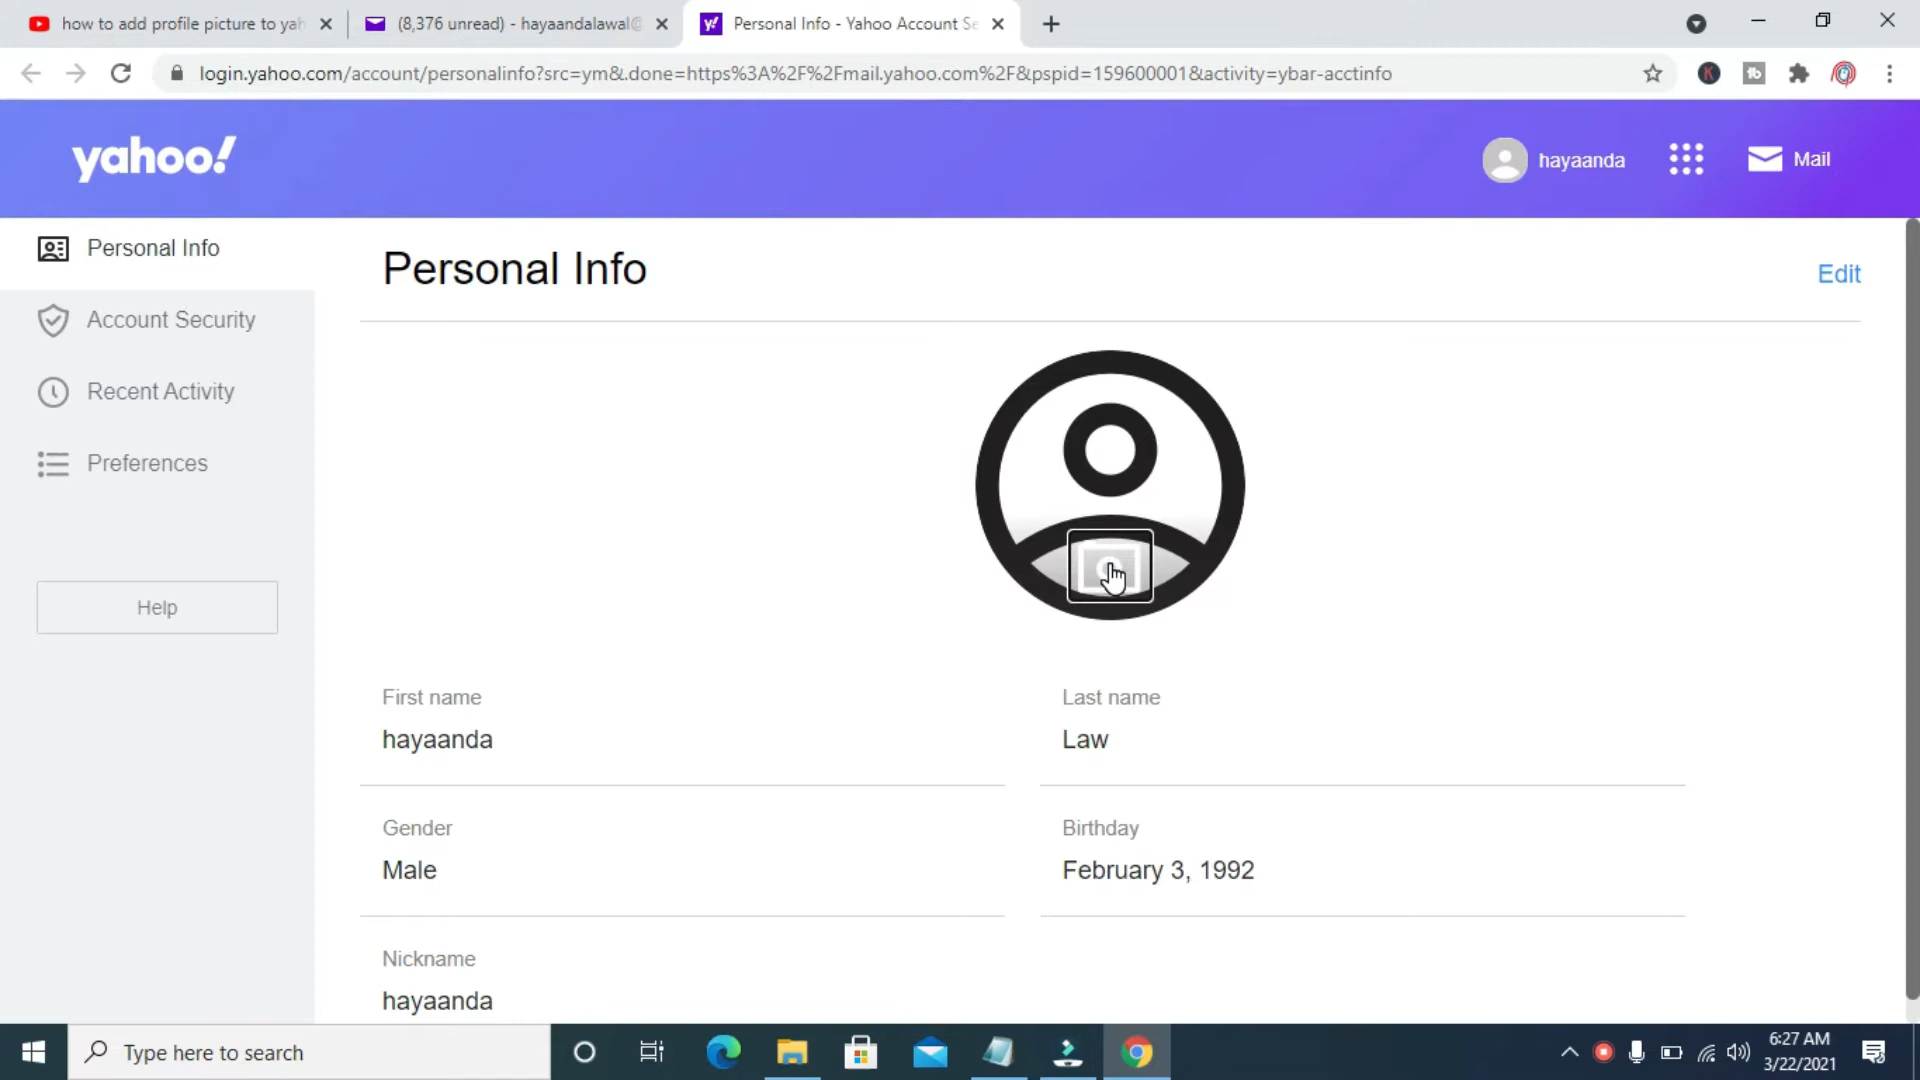 how to add profile picture to yah
(8,376 unread) - hayaandalawal@
Personal Info - Yahoo Account Se
login.yahoo.com/account/personalinfo?src=ym&.done=https%3A%2F%2Fmail.yahoo.com%2F&pspid=159600001&activity=ybar-acctinfo
K
tb
yahoo!
hayaanda
Mail
Personal Info
Account Security
Recent Activity
Preferences
Help
Personal Info
Edit
First name
hayaanda
Last name
Law
Gender
Male
Birthday
February 3, 1992
Nickname
hayaanda
Type here to search
6:27 AM
3/22/2021